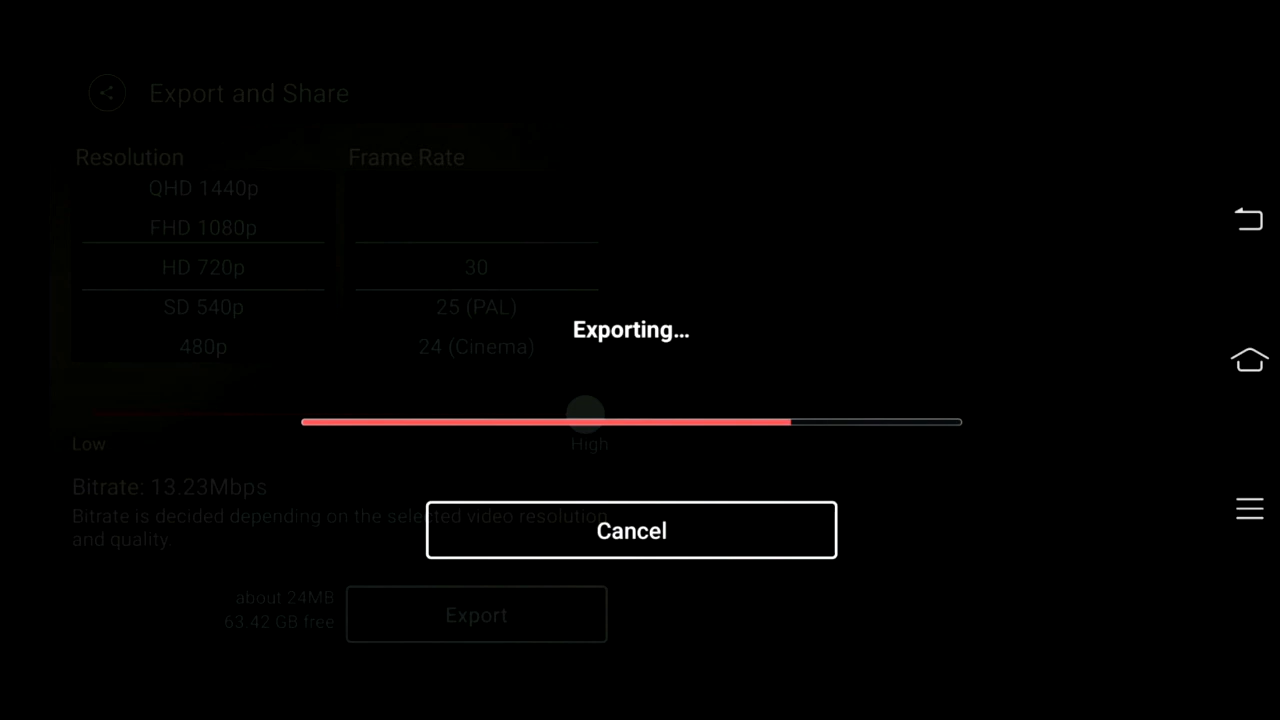 Export and Share
Resolution
Frame Rate
QHD 1440p
FHD 1080p
HD 720p
30
SD 540p
25 (PAL)
Exporting...
480p
24 (Cinema)
Low
High
Bitrate: 13.23Mbps
Bitrate is decided depending on the selected video resolution
and quality.
Cancel
about 24MB
63.42 GB free
Export